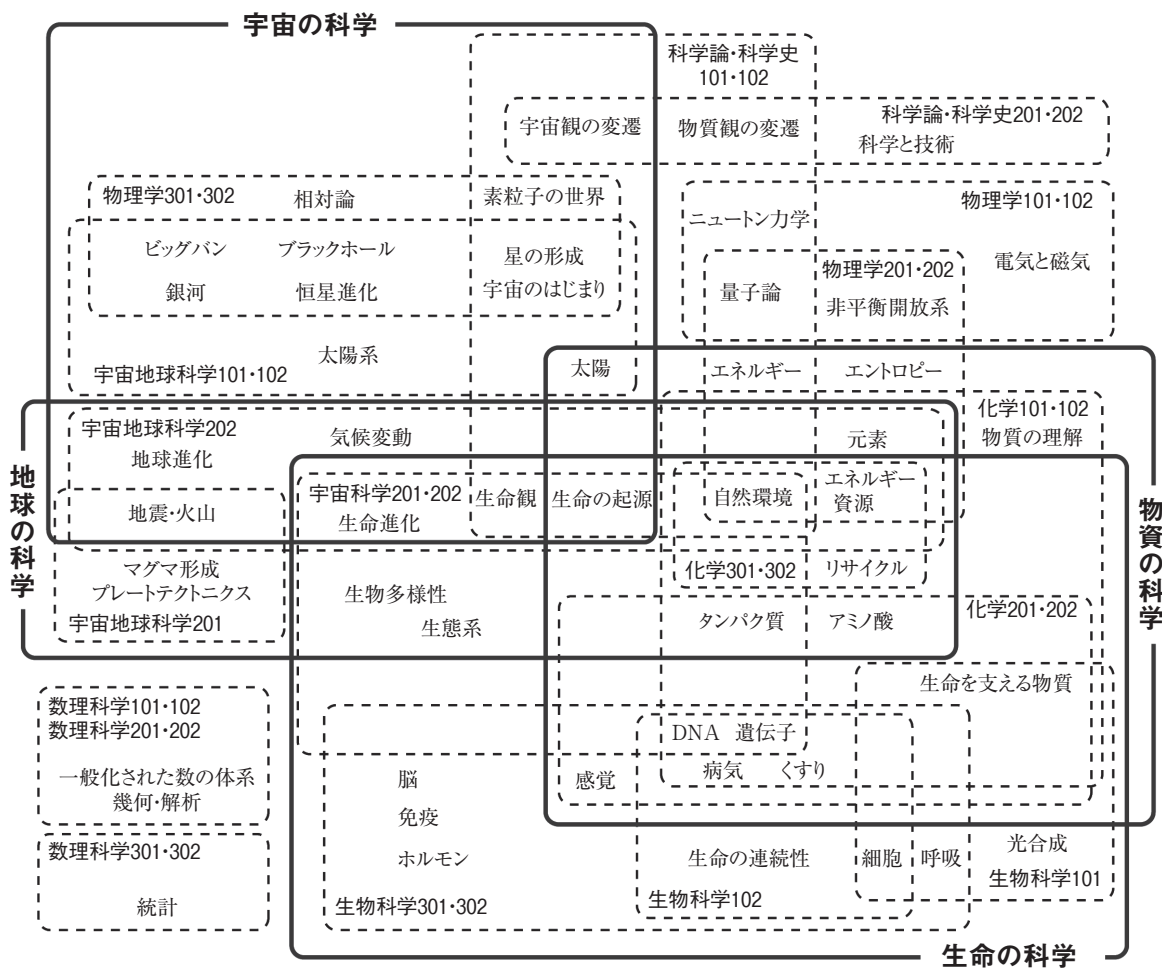 宇宙の科学
科学論・科学史
101・102
科学論・科学史201・202
宇宙観の変遷
物質観の変遷
科学と技術
物理学301・302
相対論
素粒子の世界
物理学101・102
ニュートン力学
ビッグバン
ブラックホール
星の形成
物理学201・202
電気と磁気
銀河
恒星進化
宇宙のはじまり
量子論
非平衡開放系
太陽系
宇宙地球科学101・102
太陽
エネルギー
エントロピー
化学101・102
宇宙地球科学202
気候変動
元素
物質の理解
地球進化
地球の科学
物資の科学
宇宙科学201・202
生命観
生命の起源
自然環境
エネルギー
資源
地震・火山
生命進化
マグマ形成
プレートテクトニクス
宇宙地球科学201
生物多様性
生態系
化学301・302
リサイクル
タンパク質
アミノ酸
化学201・202
生命を支える物質
数理科学101・102
数理科学201・202
一般化された数の体系
幾何・解析
DNA 遺伝子
脳
感覚
病気
くすり
免疫
数理科学301・302
ホルモン
生命の連続性
細胞
呼吸
光合成
統計
生物科学301・302
生物科学102
生物科学101
生命の科学